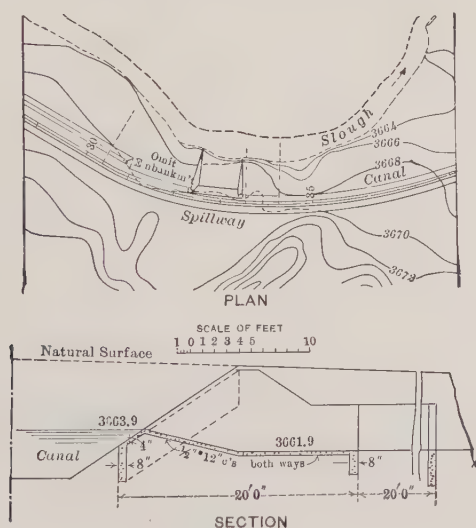 Slough
3664
3666
30
Omit
Embankm't
3668
Canal
35
Spillway
3670
3672
PLAN
SCALE OF FEET
1 0 1 2 3 4 5 10
Natural Surface
3663.9
Canal
4"
8"
½" 12" c's both ways
3661.9
8"
20'0" 20'0"
SECTION